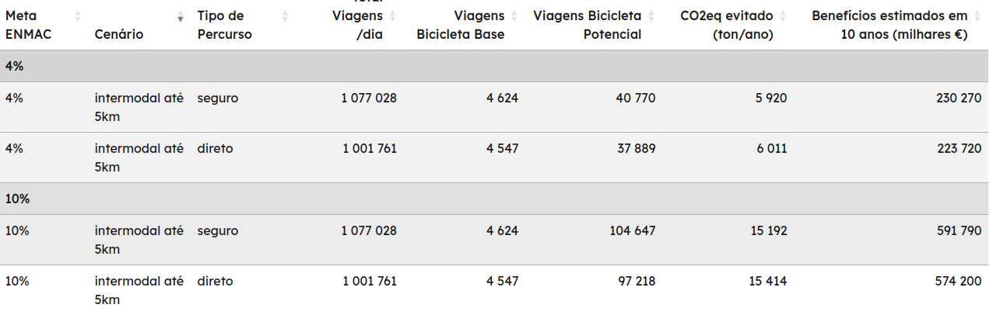 Meta ENMAC	Cenário	Tipo de Percurso	Viagens /dia	Viagens Bicicleta Base	Viagens Bicicleta Potencial	CO2eq evitado (ton/ano)	Benefícios estimados em 10 anos (milhares €)
4%
4%	intermodal até 5km	seguro	1 077 028	4 624	40 770	5 920	230 270
4%	intermodal até 5km	direto	1 001 761	4 547	37 889	6 011	223 720
10%
10%	intermodal até 5km	seguro	1 077 028	4 624	104 647	15 192	591 790
10%	intermodal até 5km	direto	1 001 761	4 547	97 218	15 414	574 200